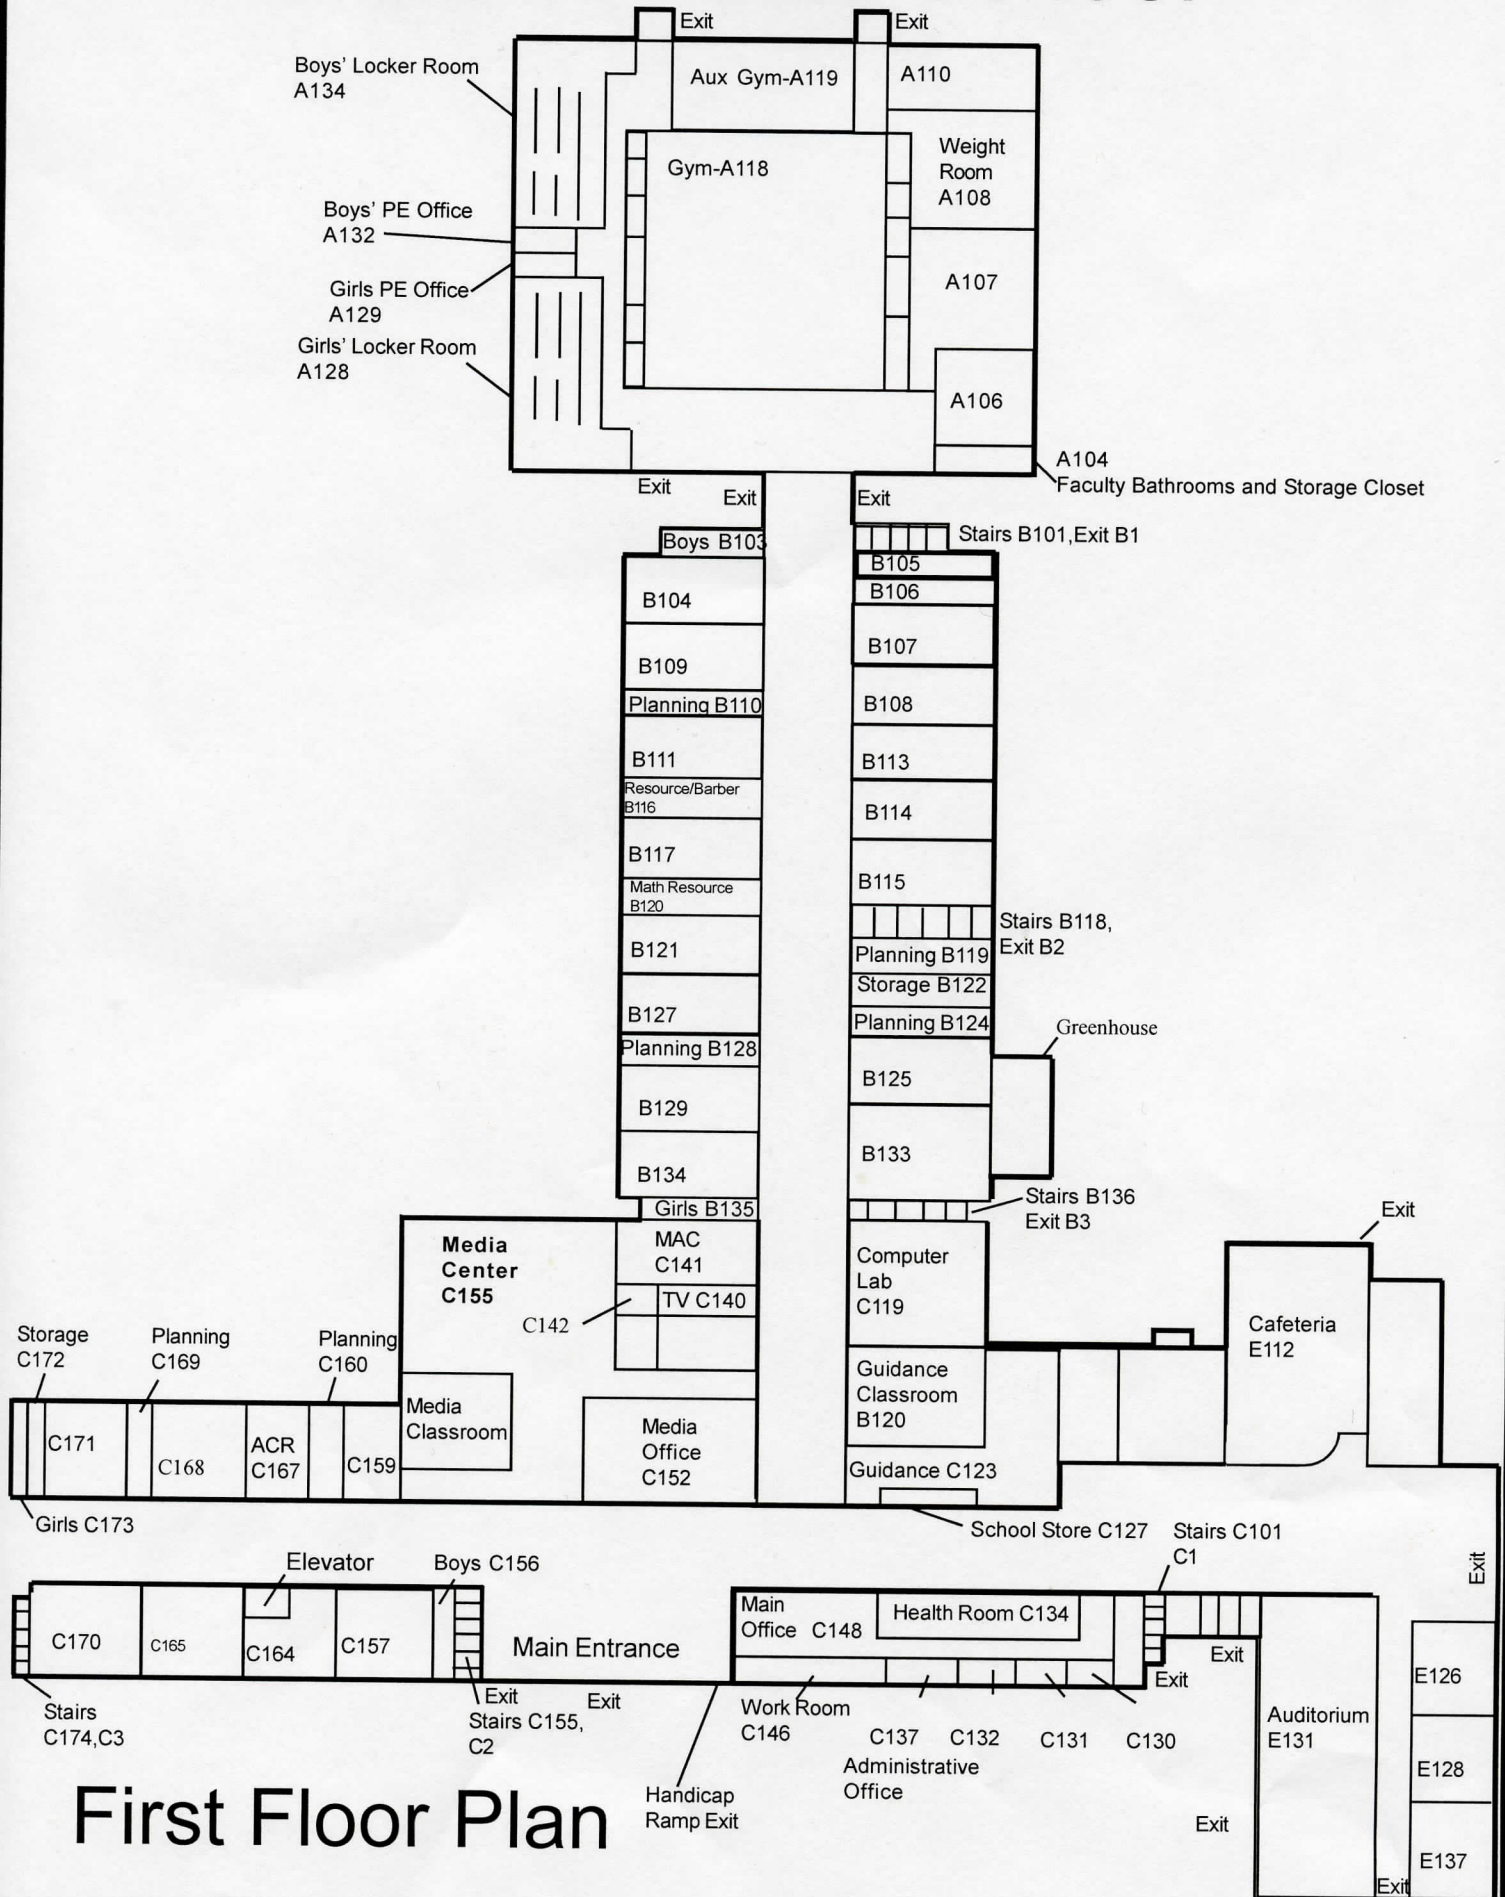 Exit
Exit
Boys' Locker Room
A134
Aux Gym-A119
A110
Weight
Room
A108
Gym-A118
Boys' PE Office
A132
A107
Girls PE Office
A129
Girls' Locker Room
A128
A106
A104
Faculty Bathrooms and Storage Closet
Exit
Exit
Exit
Boys B103
Stairs B101,Exit B1
B105
B106
B104
B107
B109
B108
Planning B110
B111
B113
Resource/Barber
B116
B114
B117
B115
Math Resource
B120
Stairs B118,
Exit B2
B121
Planning B119
Storage B122
B127
Planning B124
Greenhouse
Planning B128
B125
B129
B133
B134
Girls B135
Stairs B136
Exit B3
Exit
Media
Center
C155
MAC
C141
Computer
Lab
C119
TV C140
C142
Cafeteria
E112
Storage
C172
Planning
C169
Planning
C160
Guidance
Classroom
B120
Media
Classroom
Media
Office
C152
C171
C168
ACR
C167
C159
Guidance C123
Girls C173
School Store C127
Stairs C101
C1
Exit
Elevator
Boys C156
Main
Office C148
Health Room C134
C170
C165
C164
C157
Main Entrance
Exit
Exit
E126
Stairs
C174,C3
Exit
Stairs C155,
C2
Exit
Work Room
C146
C137
Administrative
Office
C132
C131
C130
Auditorium
E131
E128
Handicap
Ramp Exit
First Floor Plan
Exit
E137
Exit